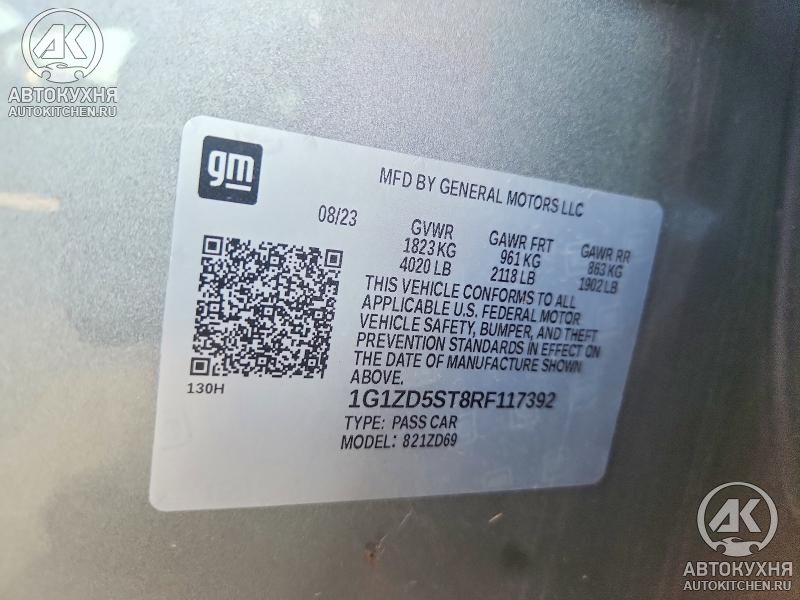 AK
АВТОКУХНЯ
AUTOKITCHEN.RU
gm
MFD BY GENERAL MOTORS LLC
08/23
GVWR GAWR FRT GAWR RR
1823 KG 961 KG 863 KG
4020 LB 2118 LB 1902 LB
THIS VEHICLE CONFORMS TO ALL
APPLICABLE U.S. FEDERAL MOTOR
VEHICLE SAFETY, BUMPER, AND THEFT
PREVENTION STANDARDS IN EFFECT ON
THE DATE OF MANUFACTURE SHOWN
ABOVE.
130H
1G1ZD5ST8RF117392
TYPE: PASS CAR
MODEL: 821ZD69
AK
АВТОКУХНЯ
AUTOKITCHEN.RU